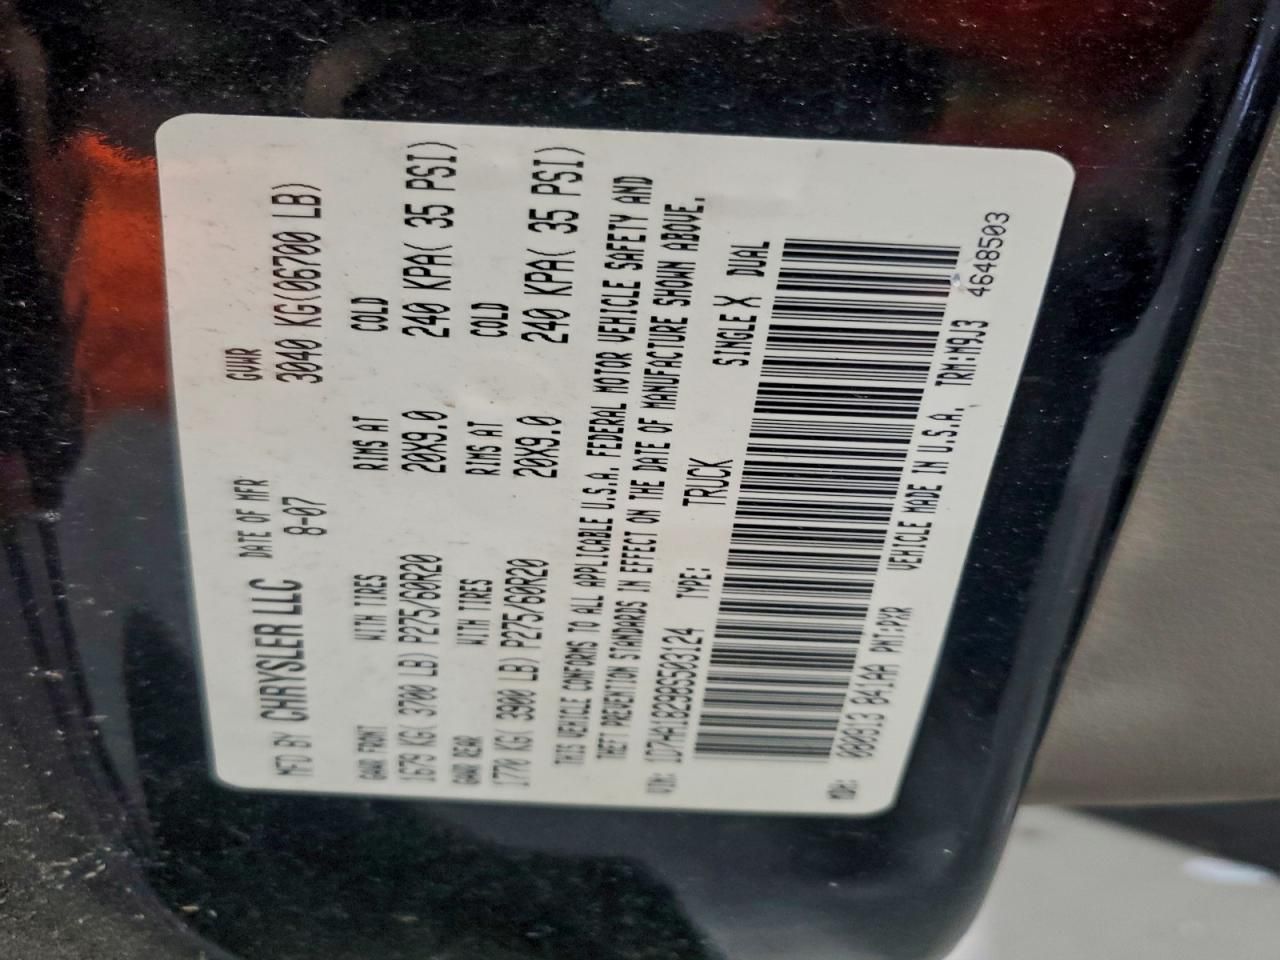 MFD BY CHRYSLER LLC DATE OF MFR GVWR
8-07 3040 KG(06700 LB)
GAWR FRONT WITH TIRES RIMS AT COLD
1679 KG( 3700 LB) P275/60R20 20X9.0 240 KPA( 35 PSI)
GAWR REAR WITH TIRES RIMS AT COLD
1770 KG( 3900 LB) P275/60R20 20X9.0 240 KPA( 35 PSI)
THIS VEHICLE CONFORMS TO ALL APPLICABLE U.S.A. FEDERAL MOTOR VEHICLE SAFETY AND
THEFT PREVENTION STANDARDS IN EFFECT ON THE DATE OF MANUFACTURE SHOWN ABOVE.
VIN: 1D7HA18298S503124 TYPE: TRUCK SINGLE X DUAL
MDH: 080913 041AA PNT:PXR VEHICLE MADE IN U.S.A. TRM:M9J3 4648503